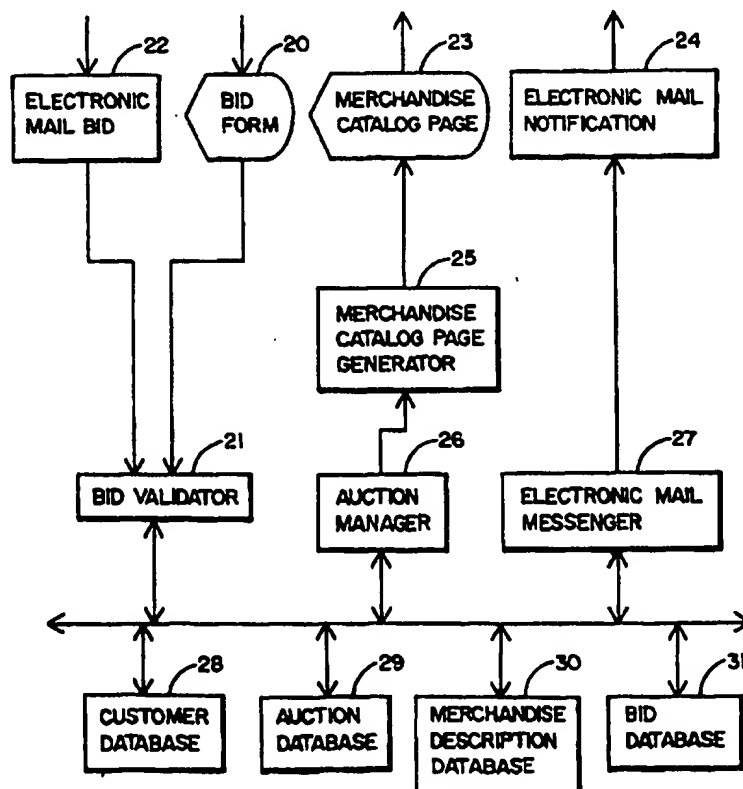 22
20
23
24
ELECTRONIC
MAIL BID
BID
FORM
MERCHANDISE
CATALOG PAGE
ELECTRONIC MAIL
NOTIFICATION
25
MERCHANDISE
CATALOG PAGE
GENERATOR
21
26
27
BID VALIDATOR
AUCTION
MANAGER
ELECTRONIC MAIL
MESSENGER
28
29
30
31
CUSTOMER
DATABASE
AUCTION
DATABASE
MERCHANDISE
DESCRIPTION
DATABASE
BID
DATABASE